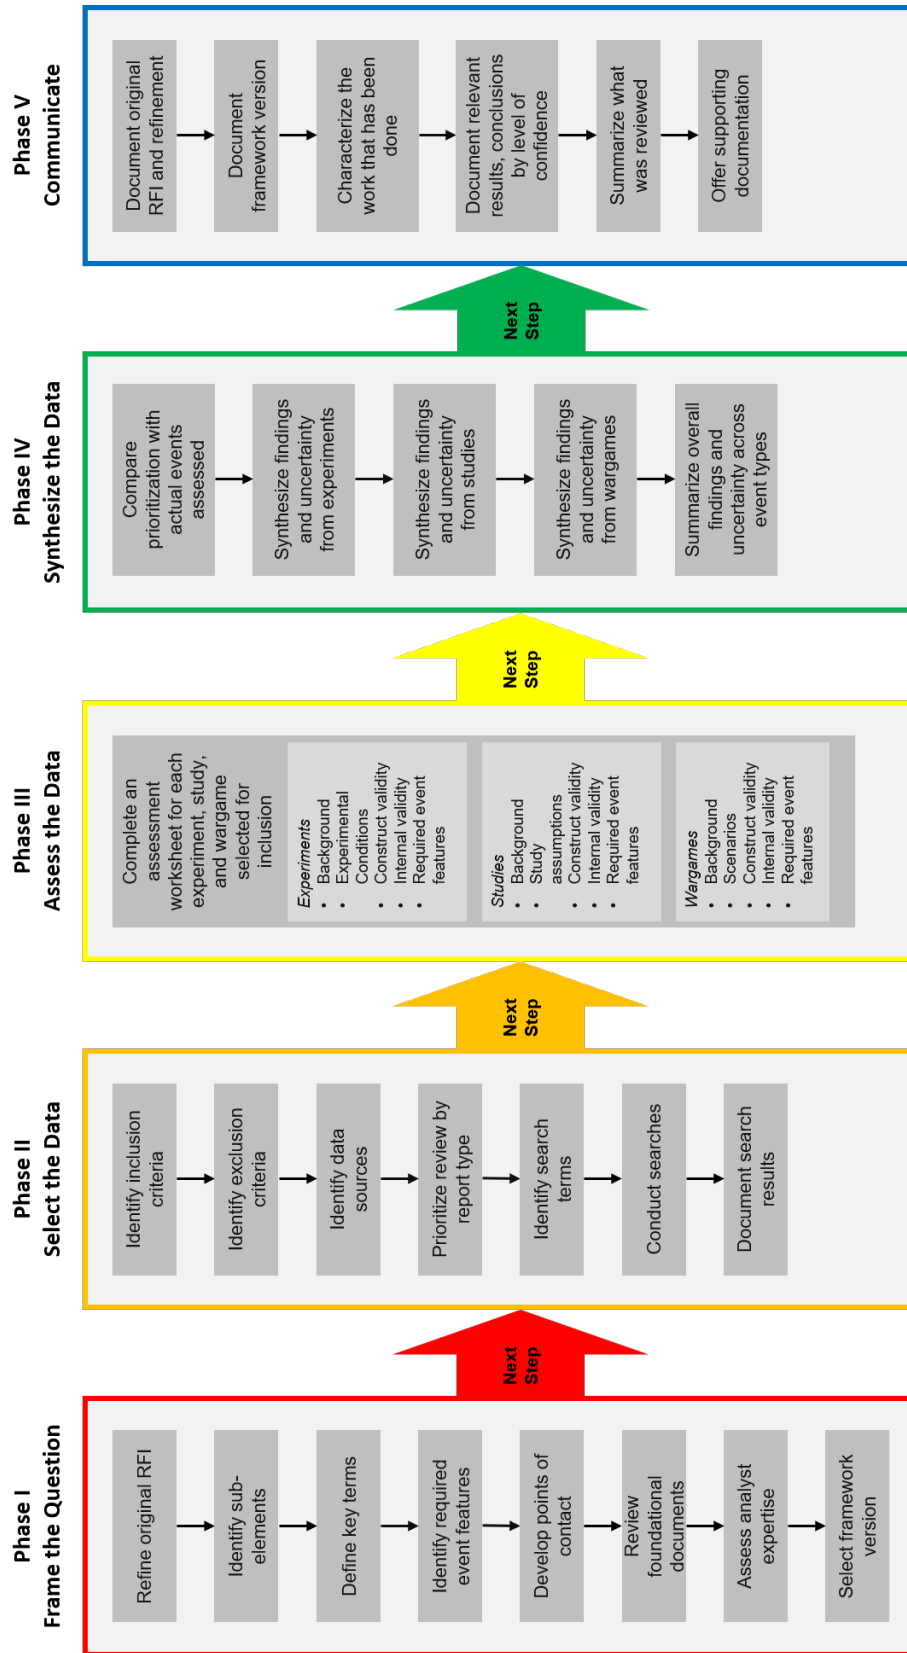 Phase I
Frame the Question
Refine original RFI
Identify sub-
elements
Define key terms
Identify required
event features
Develop points of
contact
Review
foundational
documents
Assess analyst
expertise
Select framework
version
Next
Step
Phase II
Select the Data
Identify inclusion
criteria
Identify exclusion
criteria
Identify data
sources
Prioritize review by
report type
Identify search
terms
Conduct searches
Document search
results
Next
Step
Phase III
Assess the Data
Complete an
assessment
worksheet for each
experiment, study,
and wargame
selected for
inclusion
Experiments
• Background
• Experimental
Conditions
• Construct validity
• Internal validity
• Required event
features
Studies
• Background
• Study
assumptions
• Construct validity
• Internal validity
• Required event
features
Wargames
• Background
• Scenarios
• Construct validity
• Internal validity
• Required event
features
Next
Step
Phase IV
Synthesize the Data
Compare
prioritization with
actual events
assessed
Synthesize findings
and uncertainty
from experiments
Synthesize findings
and uncertainty
from studies
Synthesize findings
and uncertainty
from wargames
Summarize overall
findings and
uncertainty across
event types
Next
Step
Phase V
Communicate
Document original
RFI and refinement
Document
framework version
Characterize the
work that has been
done
Document relevant
results, conclusions
by level of
confidence
Summarize what
was reviewed
Offer supporting
documentation